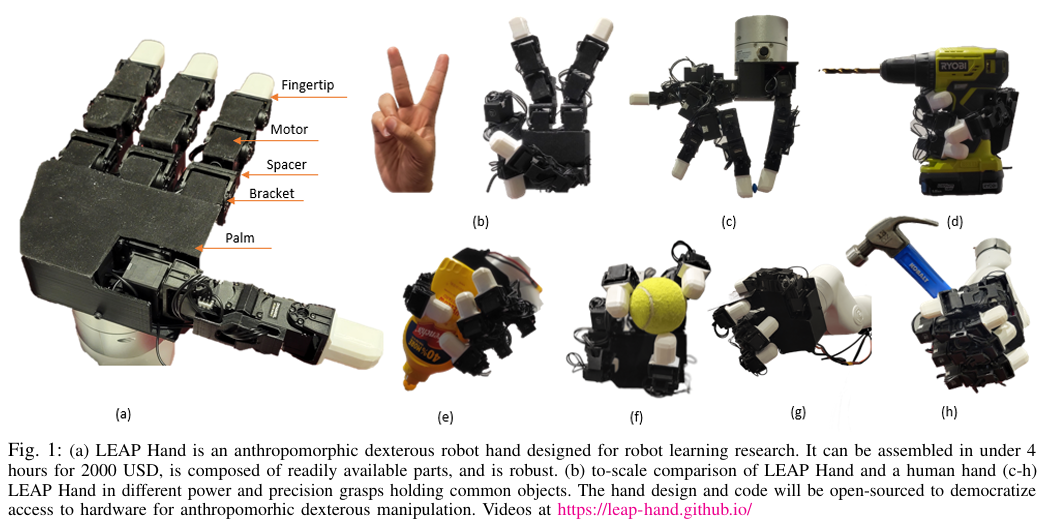 Fingertip
Motor
Spacer
Bracket
Palm
RYOBI
(b)
(c)
(d)
40% MORE
KOBALT
(a)
(e)
(f)
(g)
(h)
Fig. 1: (a) LEAP Hand is an anthropomorphic dexterous robot hand designed for robot learning research. It can be assembled in under 4
hours for 2000 USD, is composed of readily available parts, and is robust. (b) to-scale comparison of LEAP Hand and a human hand (c-h)
LEAP Hand in different power and precision grasps holding common objects. The hand design and code will be open-sourced to democratize
access to hardware for anthropomorhic dexterous manipulation. Videos at https://leap-hand.github.io/